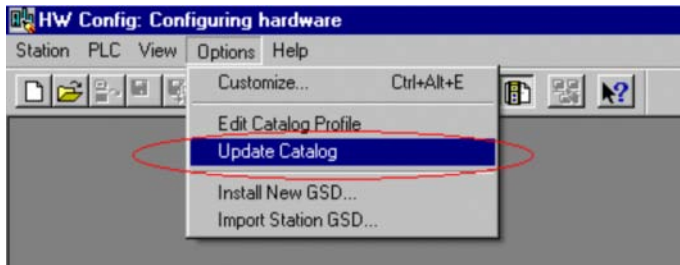 HW Config: Configuring hardware
Station PLC View Options Help
Customize... Ctrl+Alt+E
Edit Catalog Profile
Update Catalog
Install New GSD...
Import Station GSD...